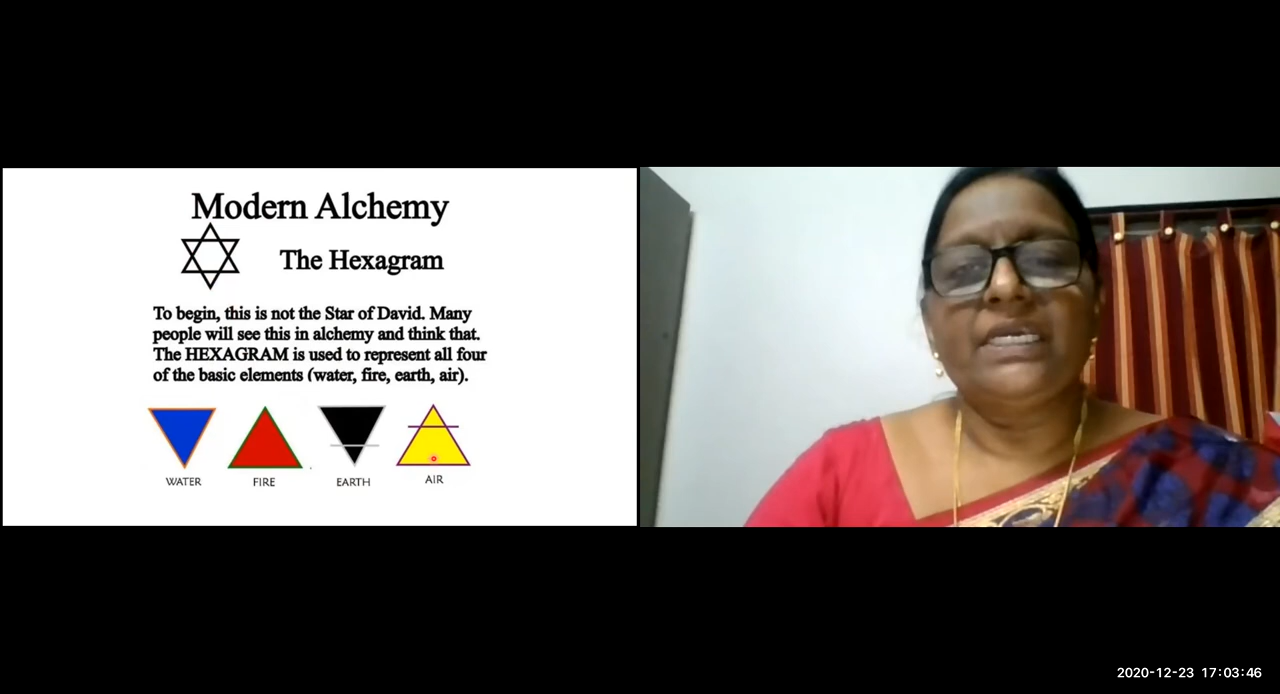 Modern Alchemy
The Hexagram
To begin, this is not the Star of David. Many
people will see this in alchemy and think that.
The HEXAGRAM is used to represent all four
of the basic elements (water, fire, earth, air).
WATER FIRE EARTH AIR
2020-12-23 17:03:46